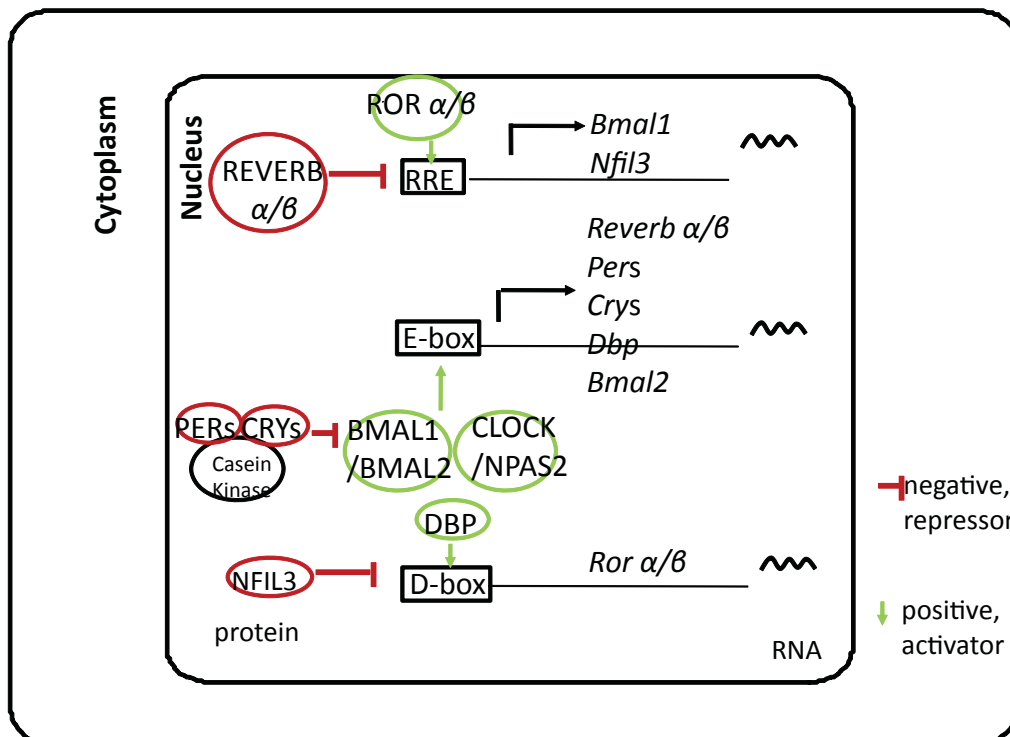 Cytoplasm
Nucleus
ROR α/β
REVERB
α/β
RRE
Bmal1
Nfil3
Reverb α/β
Pers
Crys
Dbp
Bmal2
E-box
PERs
CRYs
Casein
Kinase
BMAL1
/BMAL2
CLOCK
/NPAS2
DBP
NFIL3
D-box
Ror α/β
protein
RNA
negative,
repressor
positive,
activator